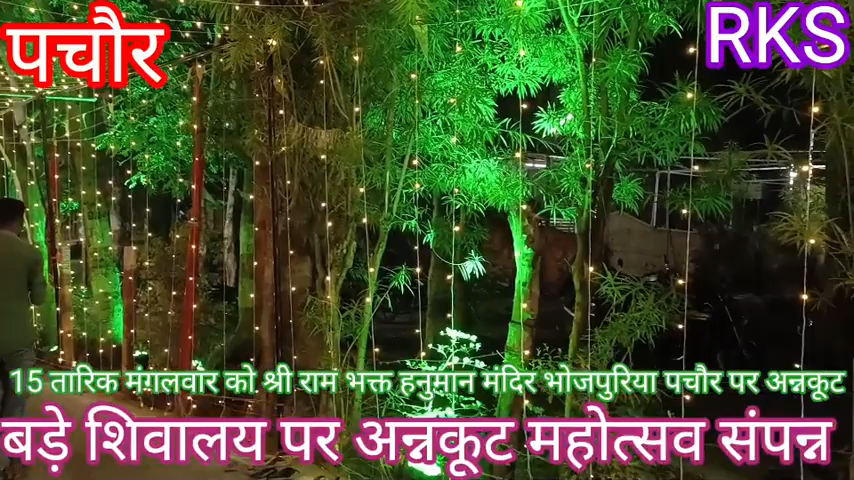 पचौर
RKS
15 तारिक मंगलवार को श्री राम भक्त हनुमान मंदिर भोजपुरिया पचौर पर अन्नकूट
बड़े शिवालय पर अन्नकूट महोत्सव संपन्न